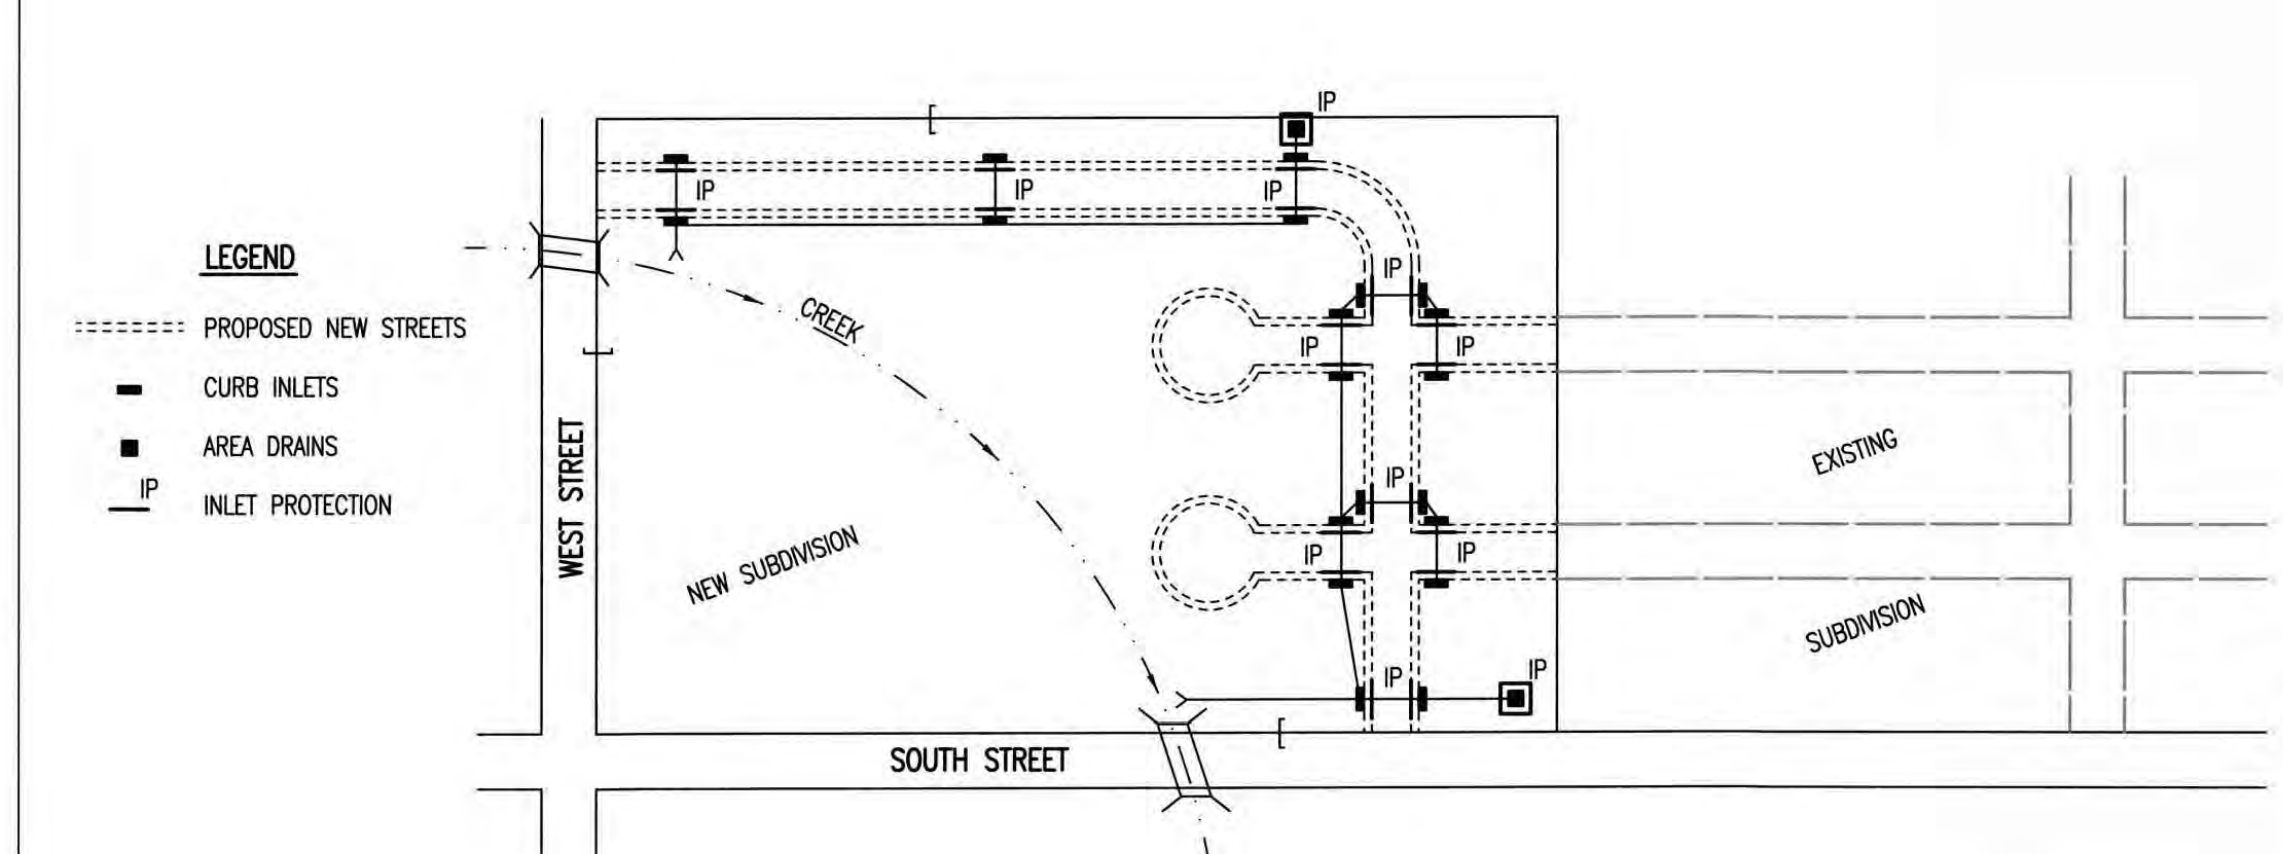 IP
IP
IP
IP
LEGEND
PROPOSED NEW STREETS
CURB INLETS
AREA DRAINS
IP
INLET PROTECTION
CREEK
IP
IP
IP
WEST STREET
NEW SUBDIVISION
EXISTING
IP
IP
IP
SUBDIVISION
IP
IP
SOUTH STREET